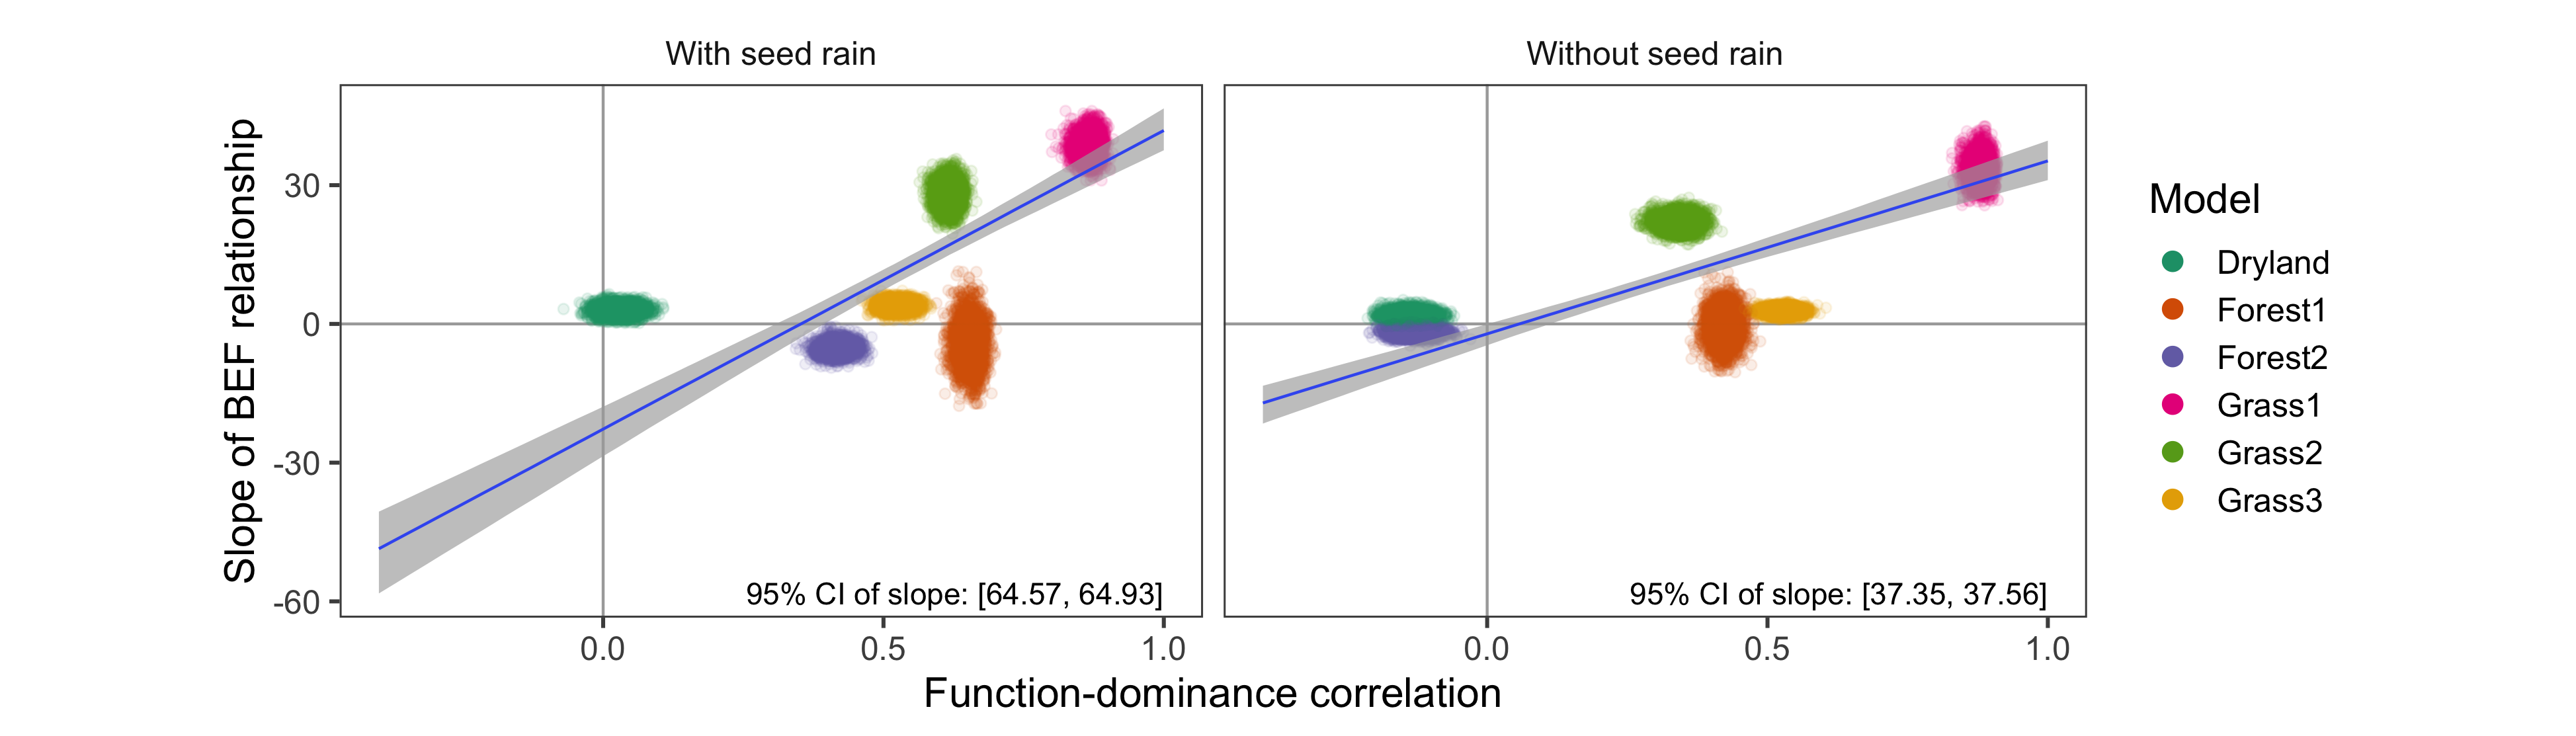 With seed rain
Without seed rain
Slope of BEF relationship
30
0
-30
-60
95% CI of slope: [64.57, 64.93]
95% CI of slope: [37.35, 37.56]
0.0
0.5
1.0
0.0
0.5
1.0
Function-dominance correlation
Model
Dryland
Forest1
Forest2
Grass1
Grass2
Grass3